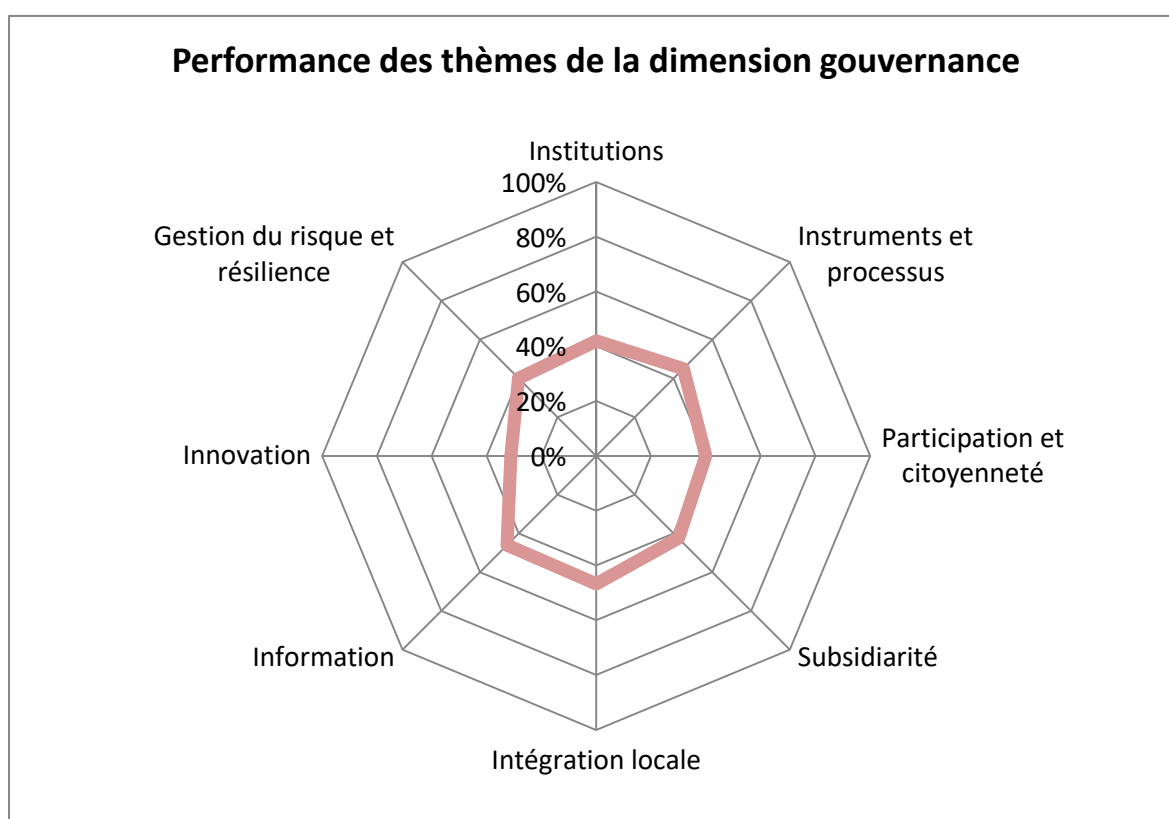 Performance des thèmes de la dimension gouvernance
Institutions
100%
80%
60%
40%
20%
0%
Instruments et
processus
Participation et
citoyenneté
Subsidiarité
Intégration locale
Information
Innovation
Gestion du risque et
résilience